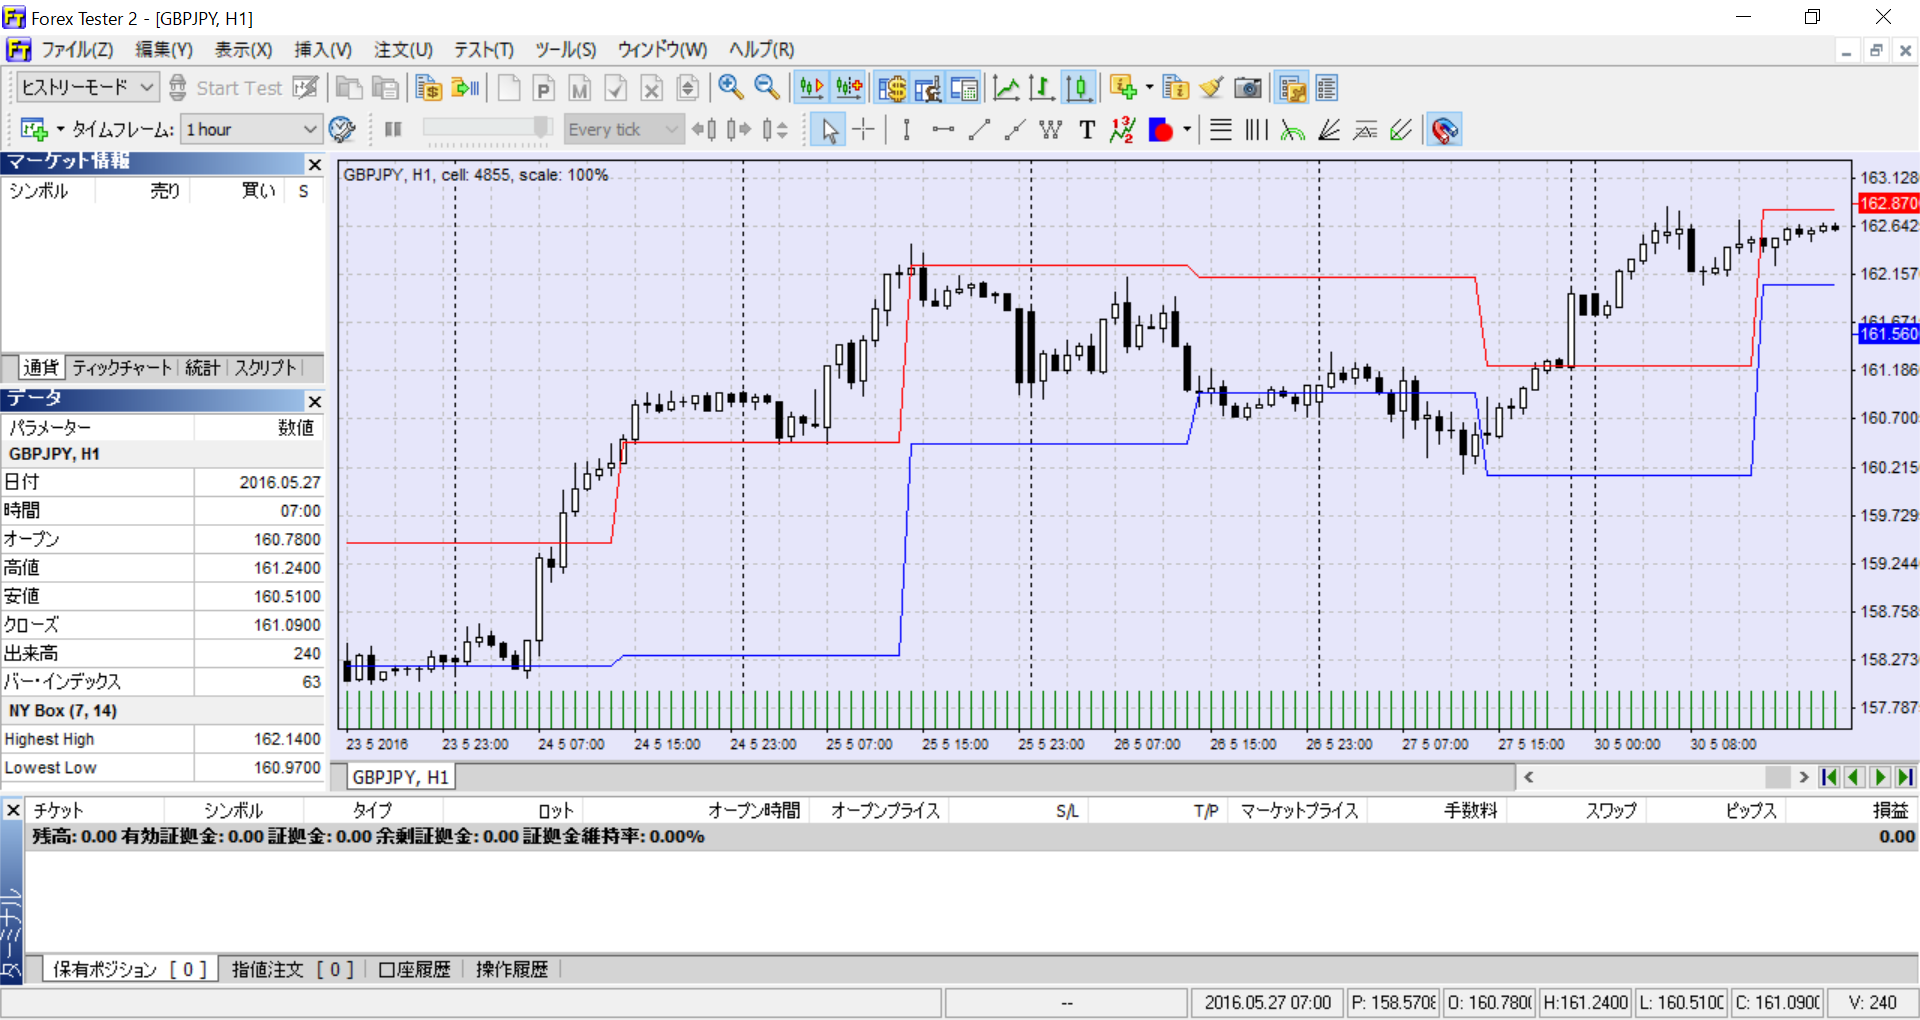 Forex Tester 2 - [GBPJPY, H1]
ファイル(Z) 編集(Y) 表示(X) 挿入(V) 注文(U) テスト(T) ツール(S) ウィンドウ(W) ヘルプ(R)
ヒストリーモード Start Test
タイムフレーム: 1 hour Every tick
マーケット情報
シンボル 売り 買い S
通貨 ティックチャート 統計 スクリプト
データ
パラメーター 数値
GBPJPY, H1
日付 2016.05.27
時間 07:00
オープン 160.7800
高値 161.2400
安値 160.5100
クローズ 161.0900
出来高 240
バー・インデックス 63
NY Box (7, 14)
Highest High 162.1400
Lowest Low 160.9700
GBPJPY, H1, cell: 4855, scale: 100%
163.128
162.870
162.642
162.157
161.671
161.560
161.186
160.700
160.215
159.729
159.244
158.758
158.273
157.787
23 5 2016 23 5 23:00 24 5 07:00 24 5 15:00 24 5 23:00 25 5 07:00 25 5 15:00 25 5 23:00 26 5 07:00 26 5 15:00 26 5 23:00 27 5 07:00 27 5 15:00 30 5 00:00 30 5 08:00
GBPJPY, H1
チケット シンボル タイプ ロット オープン時間 オープンプライス S/L T/P マーケットプライス 手数料 スワップ ピップス 損益
残高: 0.00 有効証拠金: 0.00 証拠金: 0.00 余剰証拠金: 0.00 証拠金維持率: 0.00% 0.00
ターミナル
保有ポジション [ 0 ] 指値注文 [ 0 ] 口座履歴 操作履歴
-- 2016.05.27 07:00 P: 158.5708 O: 160.7800 H:161.2400 L: 160.5100 C: 161.0900 V: 240